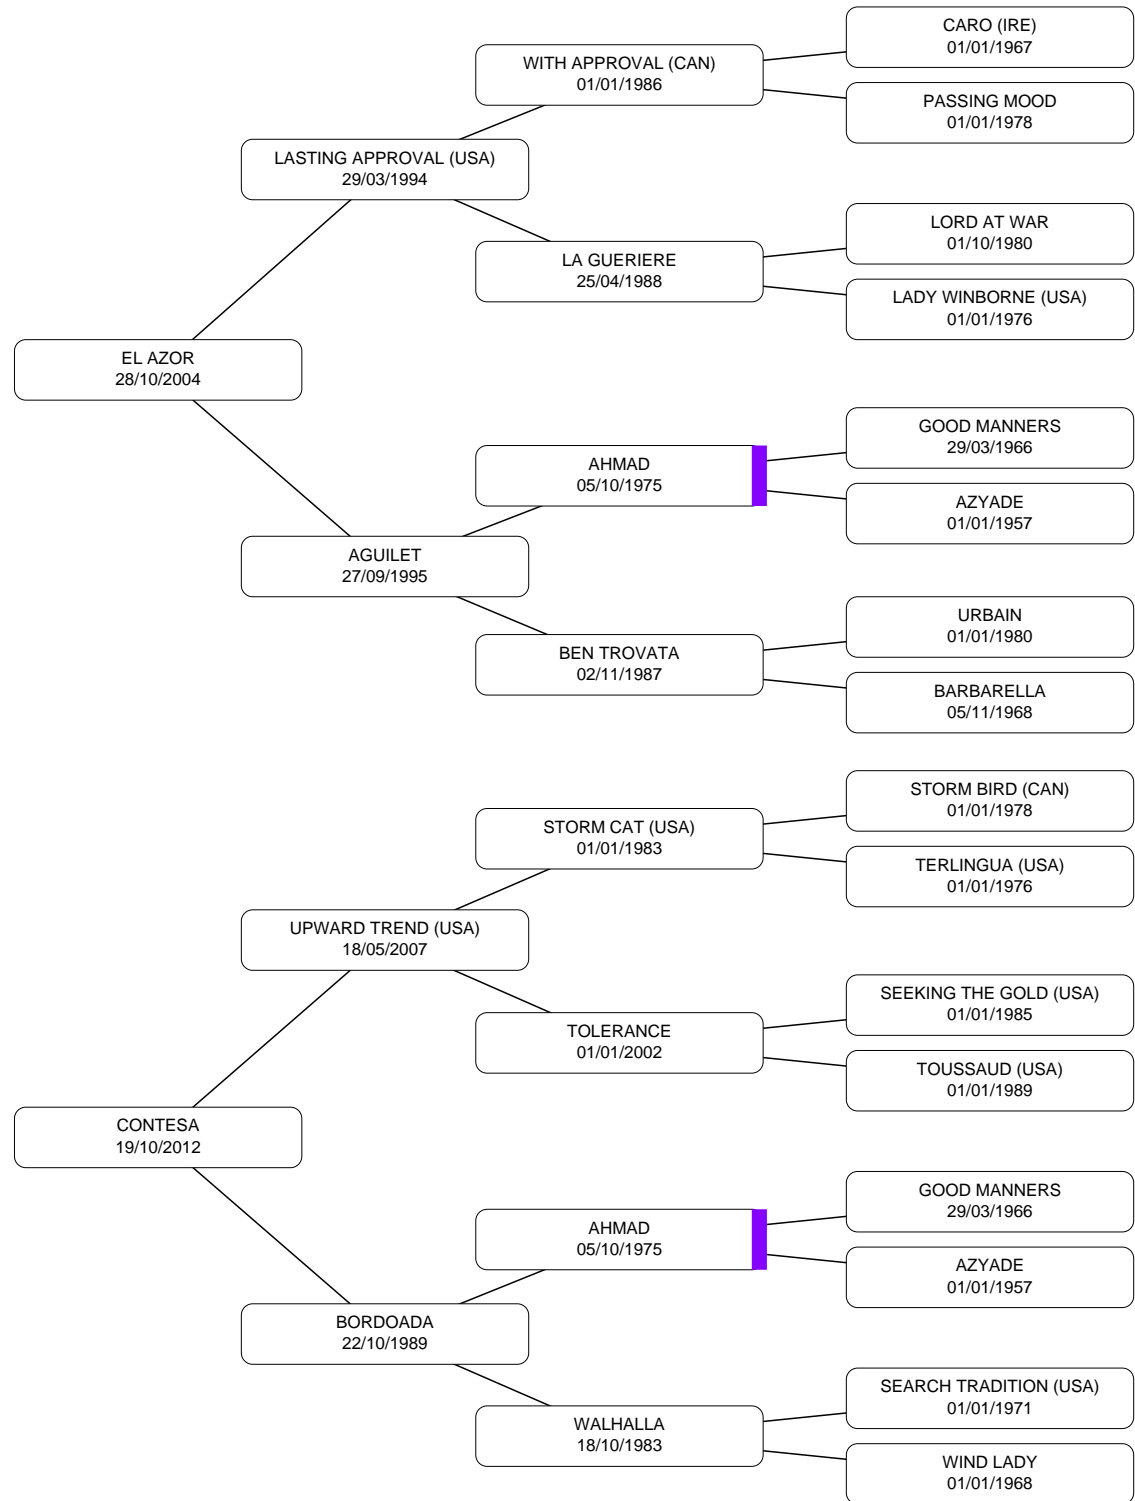 CARO (IRE)
01/01/1967
WITH APPROVAL (CAN)
01/01/1986
PASSING MOOD
01/01/1978
LASTING APPROVAL (USA)
29/03/1994
LORD AT WAR
01/10/1980
LA GUERIERE
25/04/1988
LADY WINBORNE (USA)
01/01/1976
EL AZOR
28/10/2004
GOOD MANNERS
29/03/1966
AHMAD
05/10/1975
AZYADE
01/01/1957
AGUILET
27/09/1995
URBAIN
01/01/1980
BEN TROVATA
02/11/1987
BARBARELLA
05/11/1968
STORM BIRD (CAN)
01/01/1978
STORM CAT (USA)
01/01/1983
TERLINGUA (USA)
01/01/1976
UPWARD TREND (USA)
18/05/2007
SEEKING THE GOLD (USA)
01/01/1985
TOLERANCE
01/01/2002
TOUSSAUD (USA)
01/01/1989
CONTESA
19/10/2012
GOOD MANNERS
29/03/1966
AHMAD
05/10/1975
AZYADE
01/01/1957
BORDOADA
22/10/1989
SEARCH TRADITION (USA)
01/01/1971
WALHALLA
18/10/1983
WIND LADY
01/01/1968